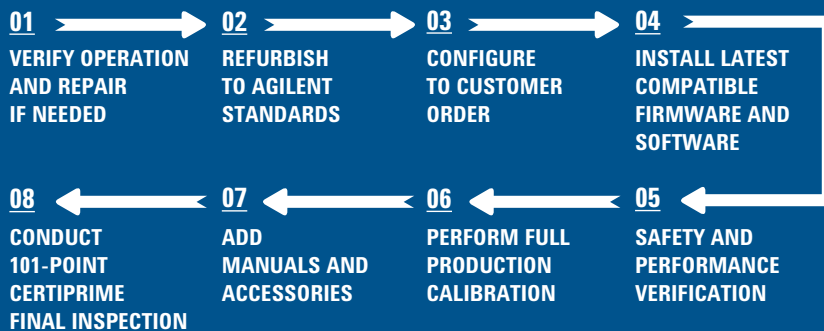 01
VERIFY OPERATION
AND REPAIR
IF NEEDED
02
REFURBISH
TO AGILENT
STANDARDS
03
CONFIGURE
TO CUSTOMER
ORDER
04
INSTALL LATEST
COMPATIBLE
FIRMWARE AND
SOFTWARE
05
SAFETY AND
PERFORMANCE
VERIFICATION
06
PERFORM FULL
PRODUCTION
CALIBRATION
07
ADD
MANUALS AND
ACCESSORIES
08
CONDUCT
101-POINT
CERTIPRIME
FINAL INSPECTION